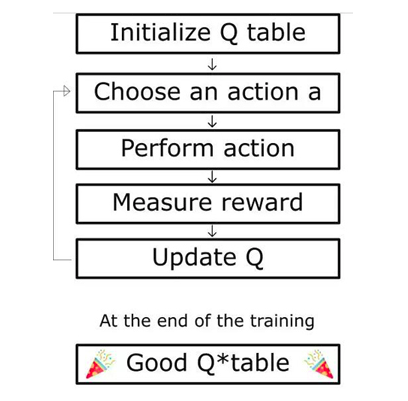 Initialize Q table
Choose an action a
Perform action
Measure reward
Update Q
At the end of the training
Good Q*table